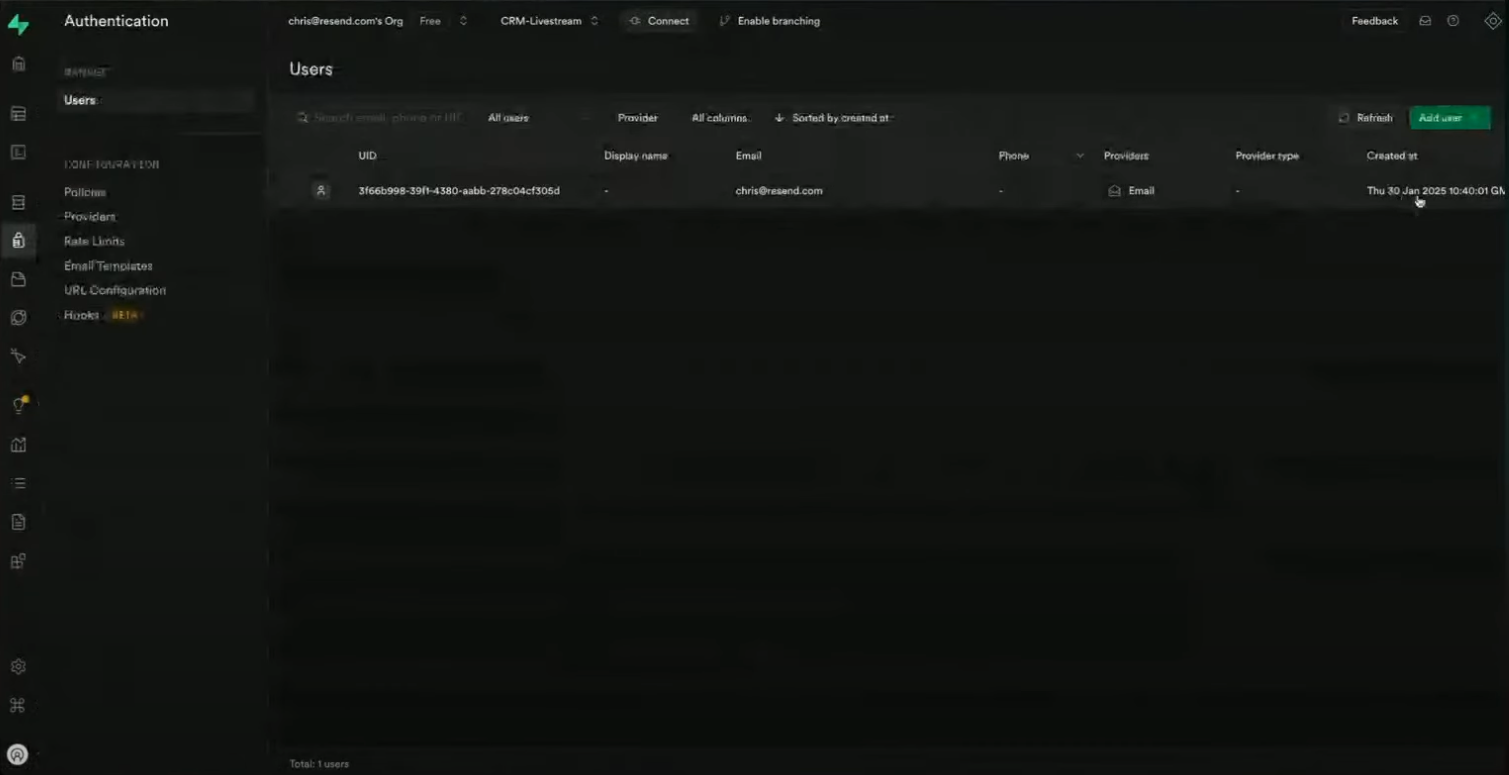 Authentication
chris@resend.com's Org Free CRM-Livestream Connect Enable branching Feedback
MANAGE
Users
CONFIGURATION
Policies
Providers
Rate Limits
Email Templates
URL Configuration
Hooks BETA
Users
Search email, phone or UID All users Provider All columns Sorted by created at Refresh Add user
UID Display name Email Phone Providers Provider type Created at
3f66b998-39f1-4380-aabb-278c04cf305d - chris@resend.com - Email - Thu 30 Jan 2025 10:40:01 GM
Total: 1 users